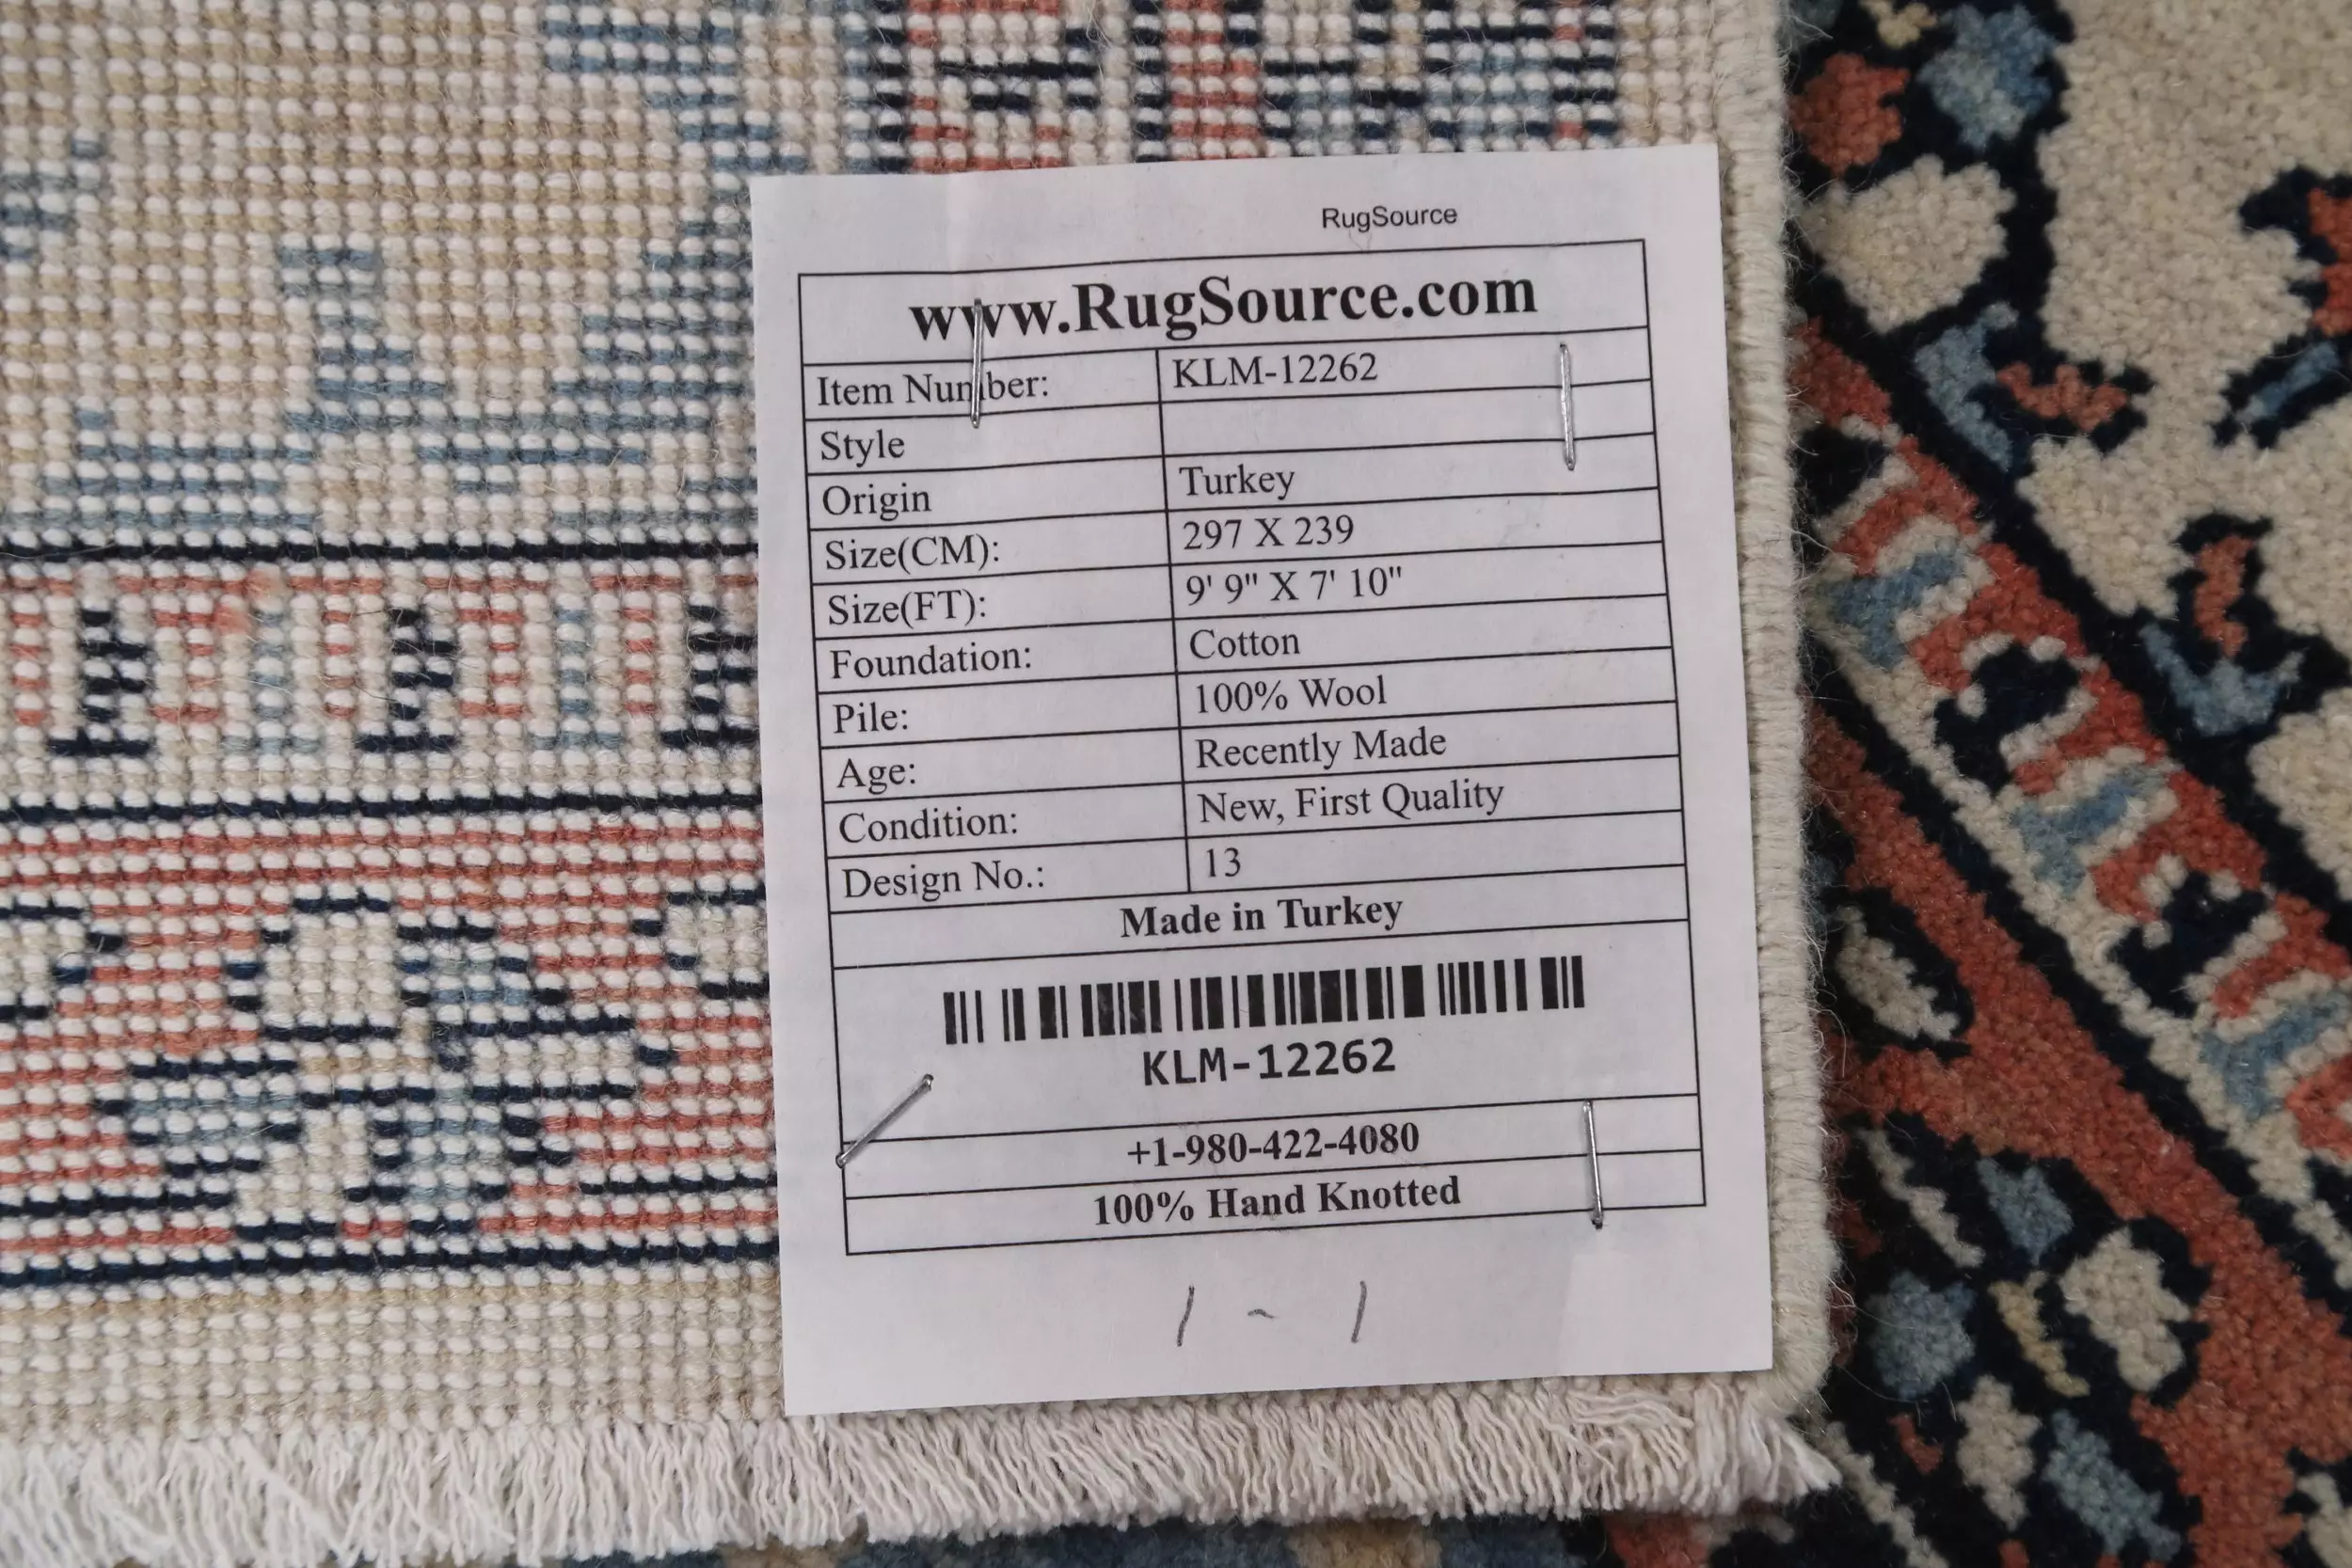 RugSource
www.RugSource.com
Item Number: KLM-12262
Style
Origin Turkey
Size(CM): 297 X 239
Size(FT): 9' 9" X 7' 10"
Foundation: Cotton
Pile: 100% Wool
Age: Recently Made
Condition: New, First Quality
Design No.: 13
Made in Turkey
KLM-12262
+1-980-422-4080
100% Hand Knotted
1 - 1